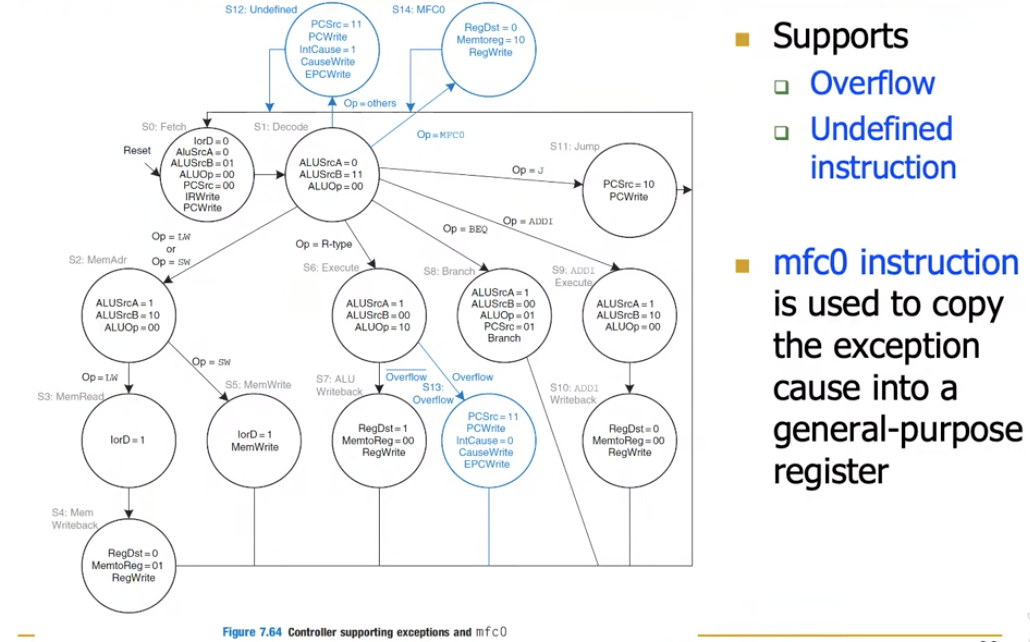 S12: Undefined
PCSrc = 11
PCWrite
IntCause = 1
CauseWrite
EPCWrite
S14: MFC0
RegDst = 0
Memtoreg = 10
RegWrite
Op = others
Op = MFC0
S0: Fetch
Reset
IorD = 0
AluSrcA = 0
ALUSrcB = 01
ALUOp = 00
PCSrc = 00
IRWrite
PCWrite
S1: Decode
ALUSrcA = 0
ALUSrcB = 11
ALUOp = 00
S11: Jump
Op = J
PCSrc = 10
PCWrite
Op = LW
or
Op = SW
Op = R-type
Op = BEQ
Op = ADDI
S2: MemAdr
ALUSrcA = 1
ALUSrcB = 10
ALUOp = 00
S6: Execute
ALUSrcA = 1
ALUSrcB = 00
ALUOp = 10
S8: Branch
ALUSrcA = 1
ALUSrcB = 00
ALUOp = 01
PCSrc = 01
Branch
S9: ADDI
Execute
ALUSrcA = 1
ALUSrcB = 10
ALUOp = 00
Op = LW
Op = SW
S3: MemRead
IorD = 1
S5: MemWrite
IorD = 1
MemWrite
S7: ALU
Writeback
Overflow
RegDst = 1
MemtoReg = 00
RegWrite
Overflow
S13:
Overflow
PCSrc = 11
PCWrite
IntCause = 0
CauseWrite
EPCWrite
S10: ADDI
Writeback
RegDst = 0
MemtoReg = 00
RegWrite
S4: Mem
Writeback
RegDst = 0
MemtoReg = 01
RegWrite
Figure 7.64 Controller supporting exceptions and mfc0
Supports
Overflow
Undefined
instruction
mfc0 instruction
is used to copy
the exception
cause into a
general-purpose
register